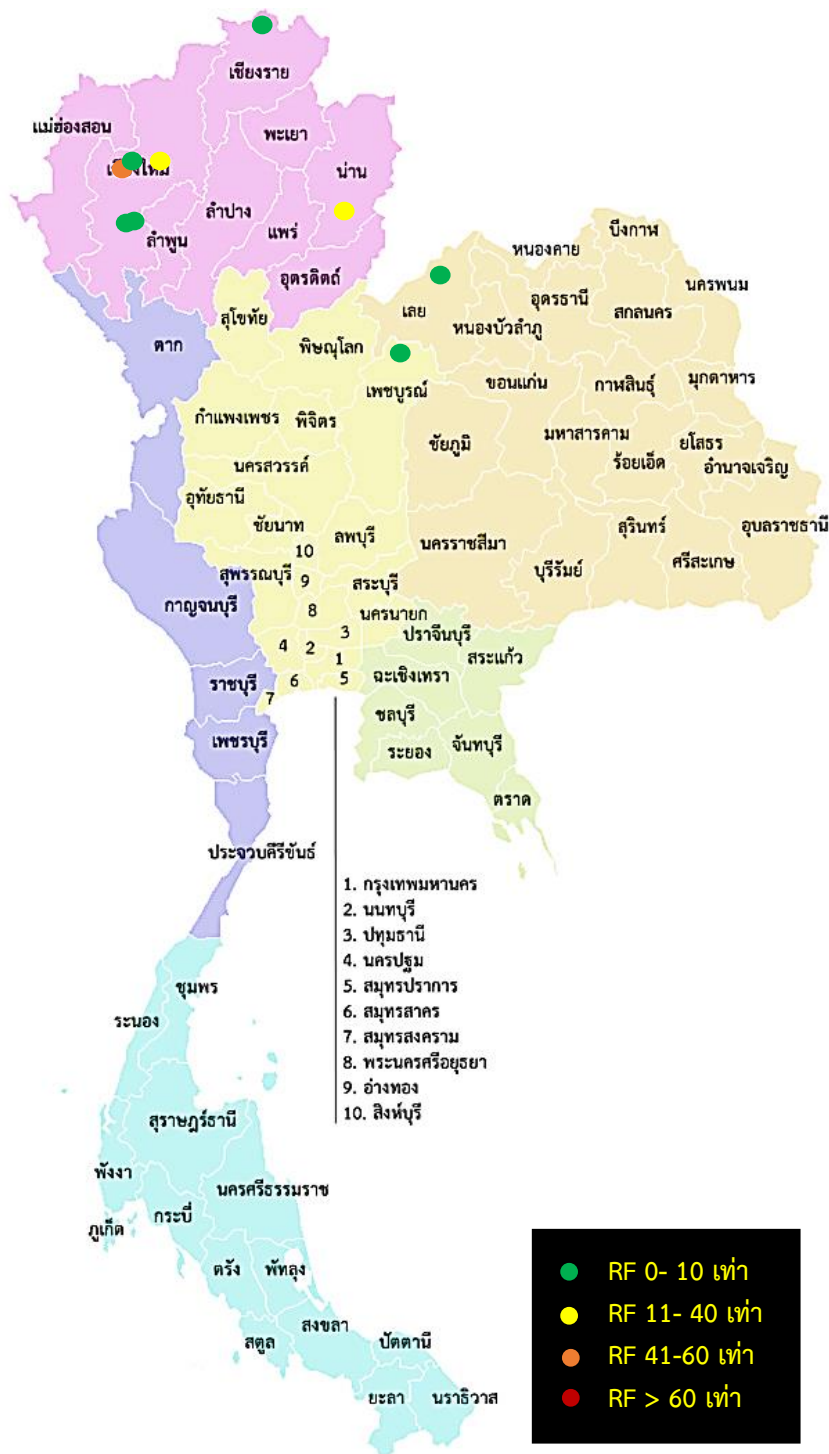 เชียงราย
แม่ฮ่องสอน
พะเยา
เชียงใหม่
น่าน
ลำปาง
แพร่
ลำพูน
อุตรดิตถ์
บึงกาฬ
หนองคาย
นครพนม
อุดรธานี
เลย
สกลนคร
สุโขทัย
หนองบัวลำภู
ตาก
พิษณุโลก
เพชบูรณ์
ขอนแก่น
กาฬสินธุ์
มุกดาหาร
กำแพงเพชร
พิจิตร
ชัยภูมิ
มหาสารคาม
ยโสธร
ร้อยเอ็ด
อำนาจเจริญ
นครสวรรค์
อุทัยธานี
ชัยนาท
ลพบุรี
นครราชสีมา
สุรินทร์
อุบลราชธานี
10
สุพรรณบุรี
9
สระบุรี
บุรีรัมย์
ศรีสะเกษ
กาญจนบุรี
8
นครนายก
3
ปราจีนบุรี
4
2
1
สระแก้ว
ราชบุรี
6
5
ฉะเชิงเทรา
7
ชลบุรี
เพชรบุรี
ระยอง
จันทบุรี
ตราด
ประจวบคีรีขันธ์
1. กรุงเทพมหานคร
2. นนทบุรี
3. ปทุมธานี
4. นครปฐม
5. สมุทรปราการ
6. สมุทรสาคร
7. สมุทรสงคราม
8. พระนครศรีอยุธยา
9. อ่างทอง
10. สิงห์บุรี
ชุมพร
ระนอง
สุราษฎร์ธานี
พังงา
นครศรีธรรมราช
กระบี่
ภูเก็ต
ตรัง
พัทลุง
สงขลา
สตูล
ปัตตานี
ยะลา
นราธิวาส
RF 0- 10 เท่า
RF 11- 40 เท่า
RF 41-60 เท่า
RF > 60 เท่า